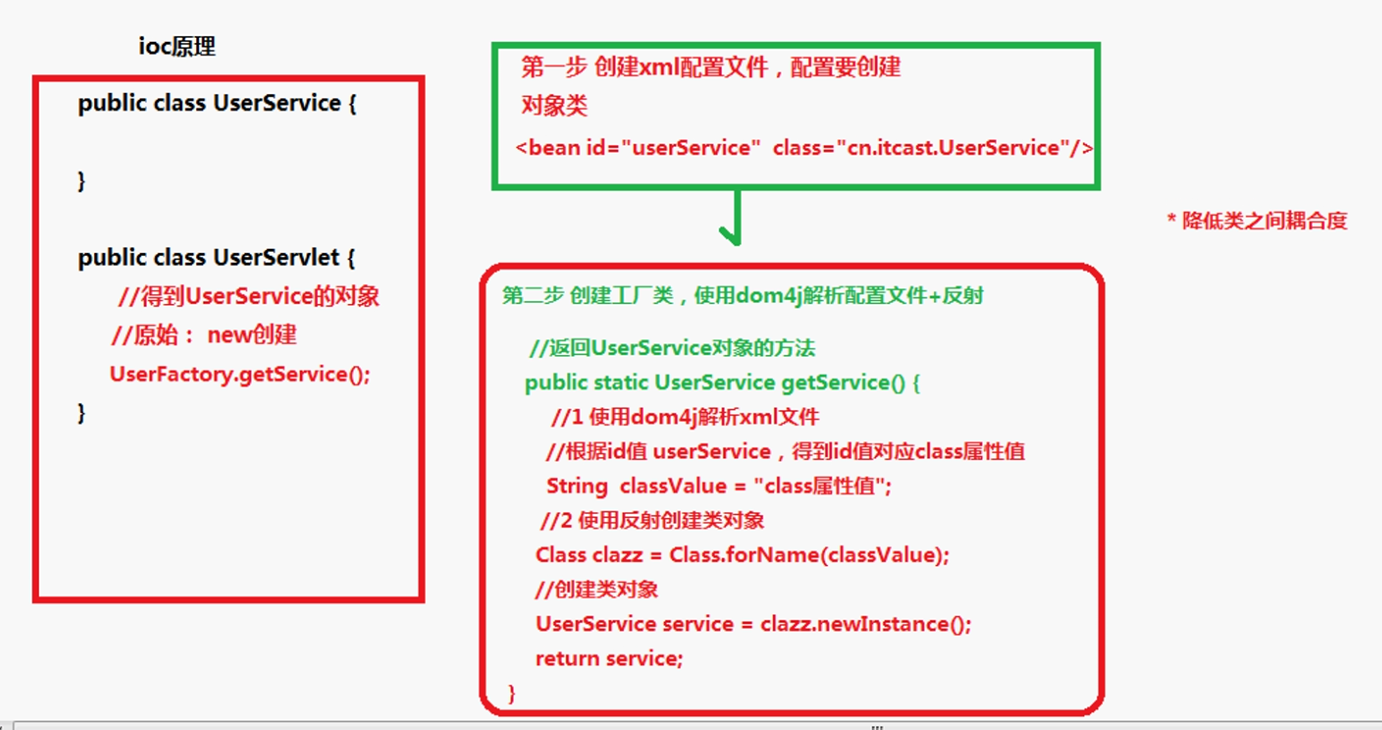 ioc原理
public class UserService {
}
public class UserServlet {
//得到UserService的对象
//原始： new创建
UserFactory.getService();
}
第一步 创建xml配置文件，配置要创建
对象类
<bean id="userService" class="cn.itcast.UserService"/>
* 降低类之间耦合度
第二步 创建工厂类，使用dom4j解析配置文件+反射
//返回UserService对象的方法
public static UserService getService() {
//1 使用dom4j解析xml文件
//根据id值 userService，得到id值对应class属性值
String classValue = "class属性值";
//2 使用反射创建类对象
Class clazz = Class.forName(classValue);
//创建类对象
UserService service = clazz.newInstance();
return service;
}